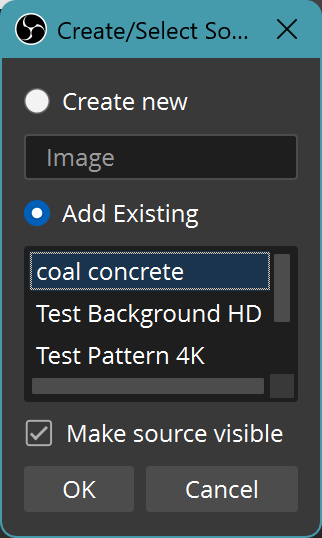 Create/Select So...
Create new
Image
Add Existing
coal concrete
Test Background HD
Test Pattern 4K
Make source visible
OK
Cancel